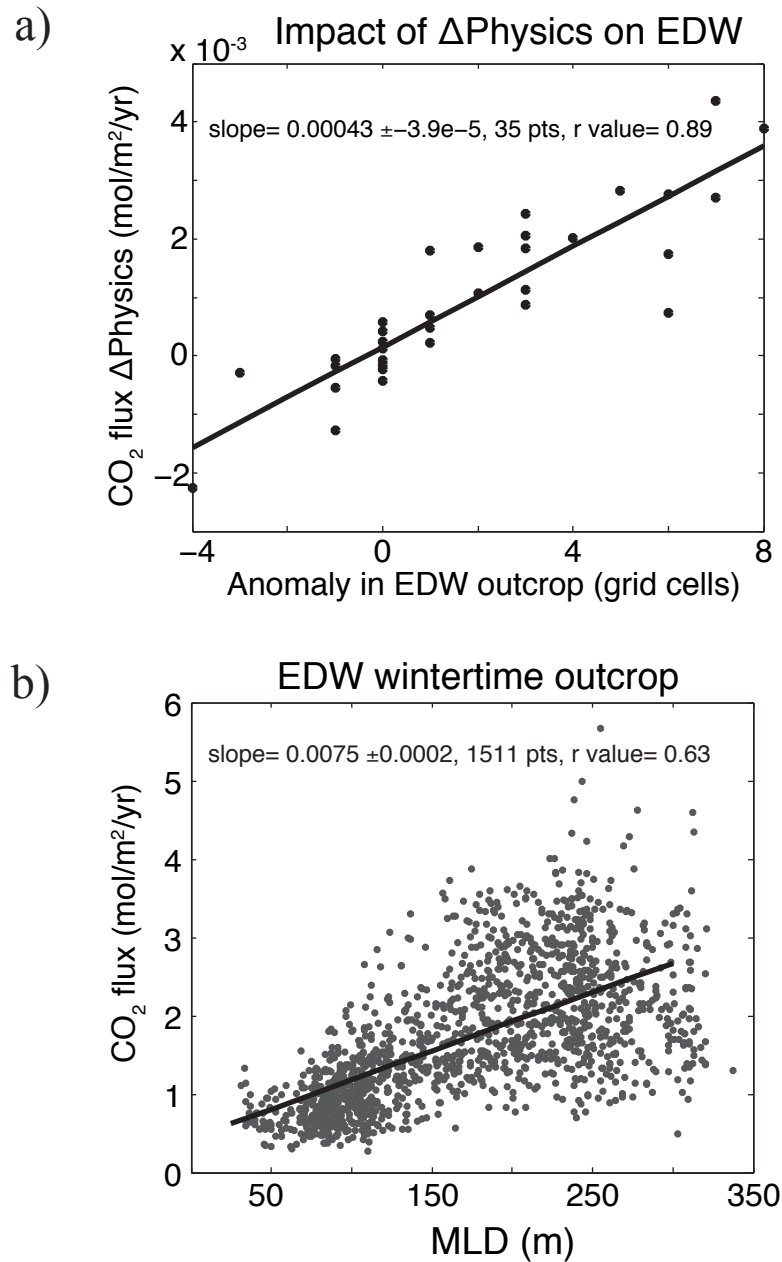 a)
Impact of ΔPhysics on EDW
x 10⁻³
slope= 0.00043 ±−3.9e−5, 35 pts, r value= 0.89
4
2
0
−2
CO₂ flux ΔPhysics (mol/m²/yr)
−4 0 4 8
Anomaly in EDW outcrop (grid cells)
b)
EDW wintertime outcrop
slope= 0.0075 ±0.0002, 1511 pts, r value= 0.63
6
5
4
3
2
1
0
CO₂ flux (mol/m²/yr)
50 150 250 350
MLD (m)